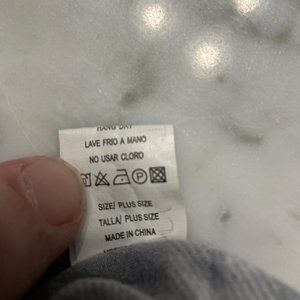 HANG DRY
LAVE FRIO A MANO
NO USAR CLORO
SIZE/ PLUS SIZE
TALLA/ PLUS SIZE
MADE IN CHINA